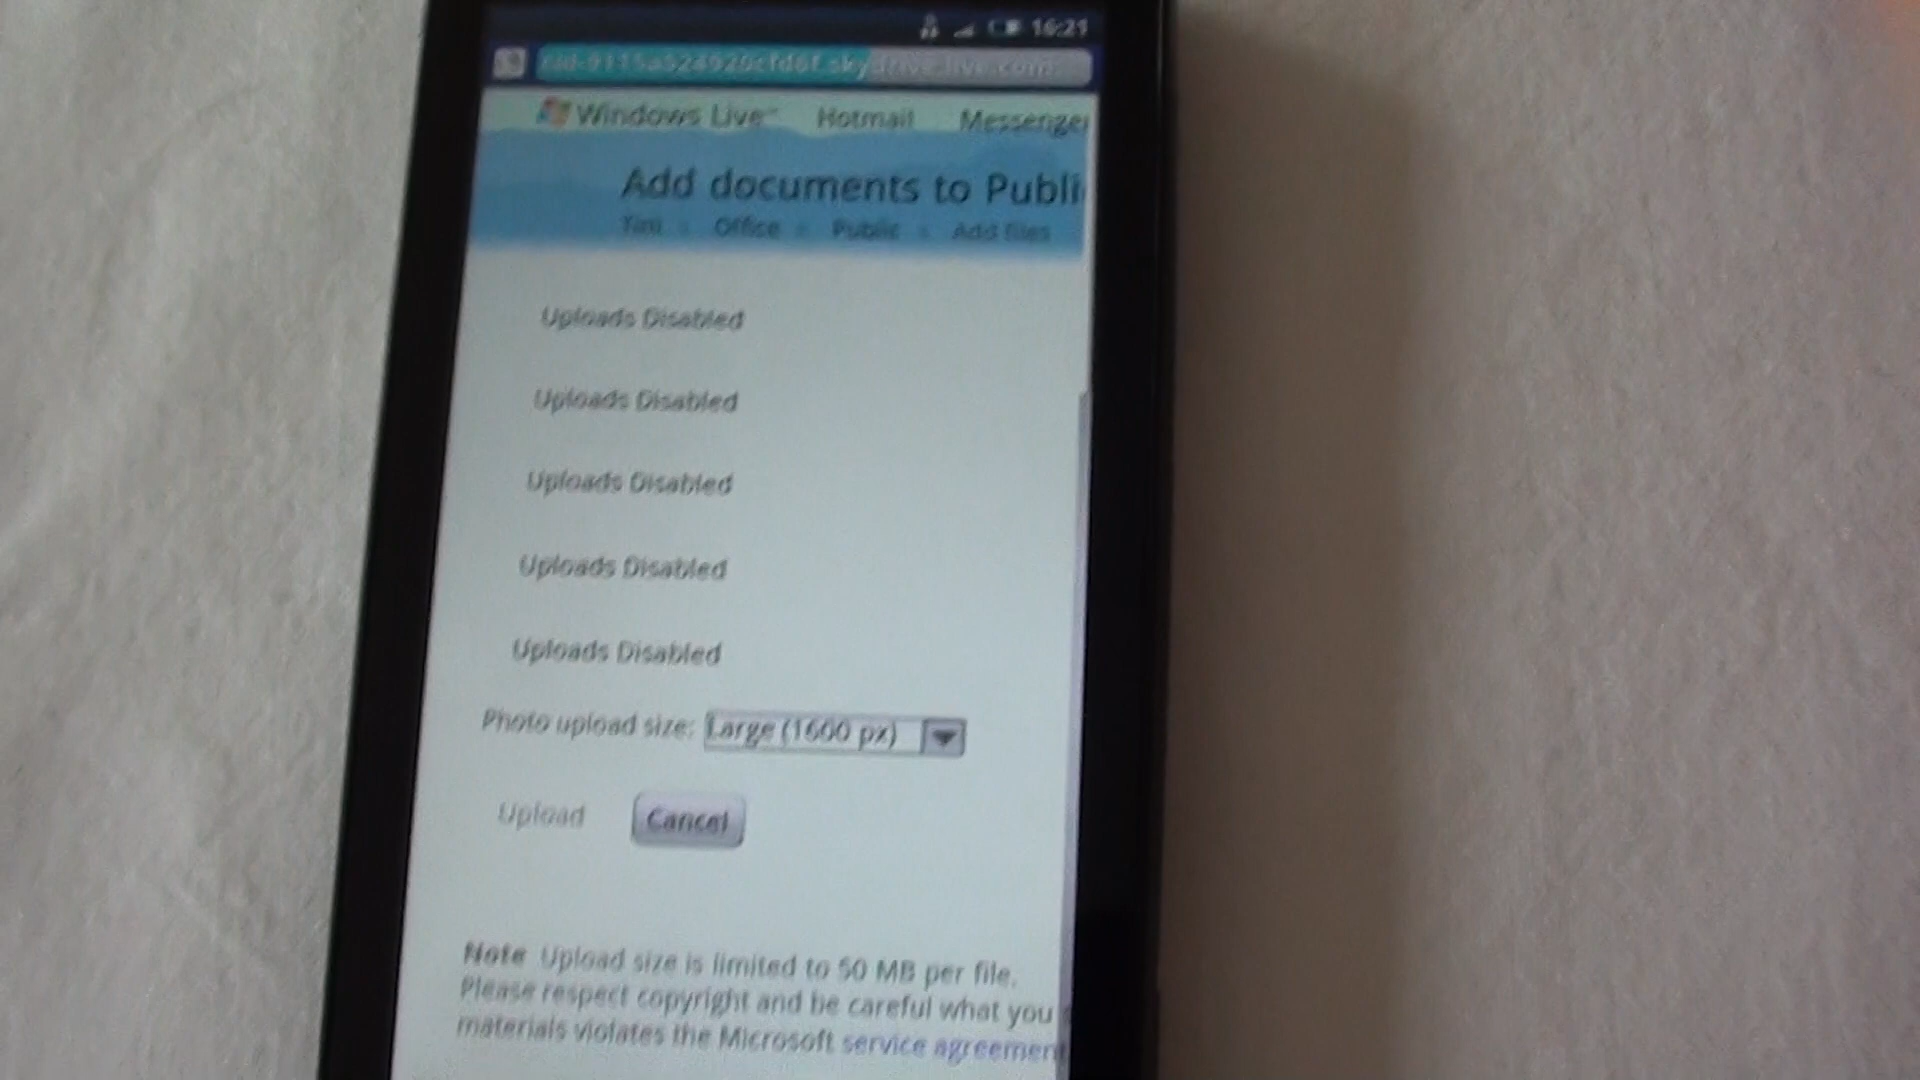 16:21
Windows Live™ Hotmail Messenger
Add documents to Publi
Tim Office Public Add files
Uploads Disabled
Uploads Disabled
Uploads Disabled
Uploads Disabled
Uploads Disabled
Photo upload size: Large (1600 px)
Upload Cancel
Note Upload size is limited to 50 MB per file.
Please respect copyright and be careful what you
materials violates the Microsoft service agreement